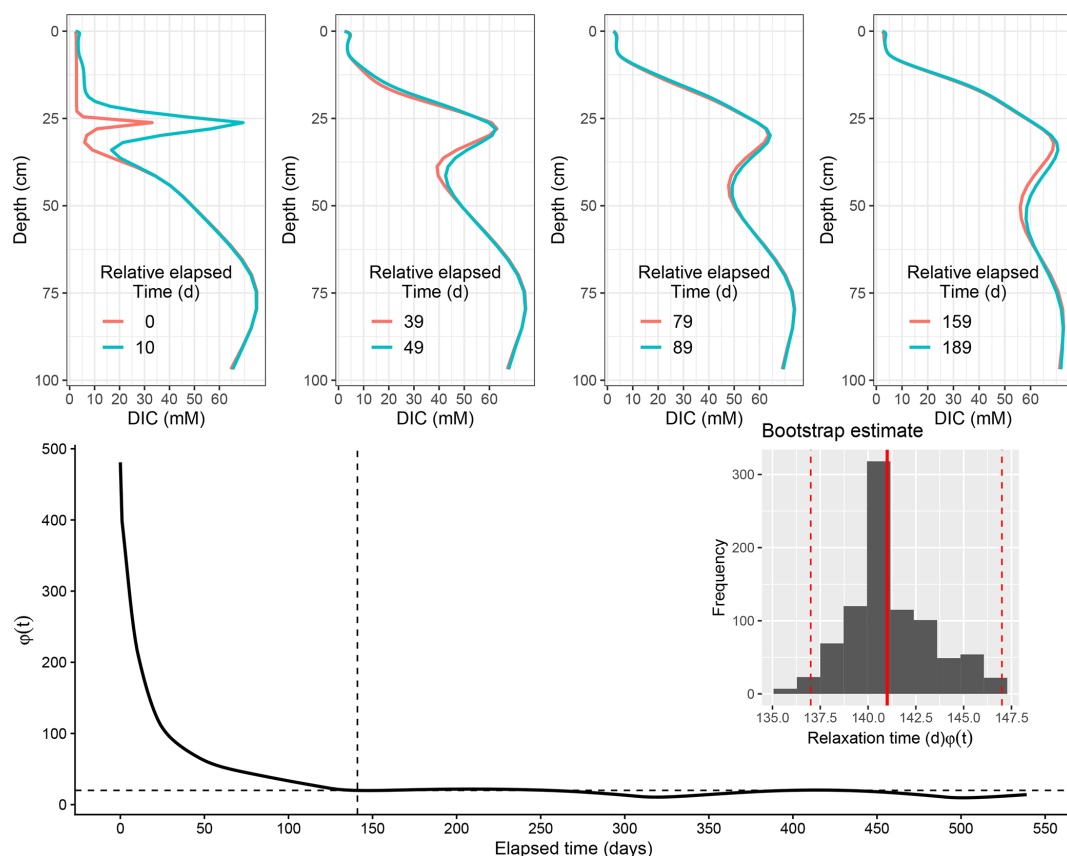 0
25
50
75
100
Depth (cm)
0 10 20 30 40 50 60
DIC (mM)
Relative elapsed
Time (d)
0
10
0
25
50
75
100
Depth (cm)
0 10 20 30 40 50 60
DIC (mM)
Relative elapsed
Time (d)
39
49
0
25
50
75
100
Depth (cm)
0 10 20 30 40 50 60
DIC (mM)
Relative elapsed
Time (d)
79
89
0
25
50
75
100
Depth (cm)
0 10 20 30 40 50 60
DIC (mM)
Relative elapsed
Time (d)
159
189
500
400
300
200
100
0
φ(t)
0 50 100 150 200 250 300 350 400 450 500 550
Elapsed time (days)
Bootstrap estimate
300
200
100
0
Frequency
135.0 137.5 140.0 142.5 145.0 147.5
Relaxation time (d)φ(t)